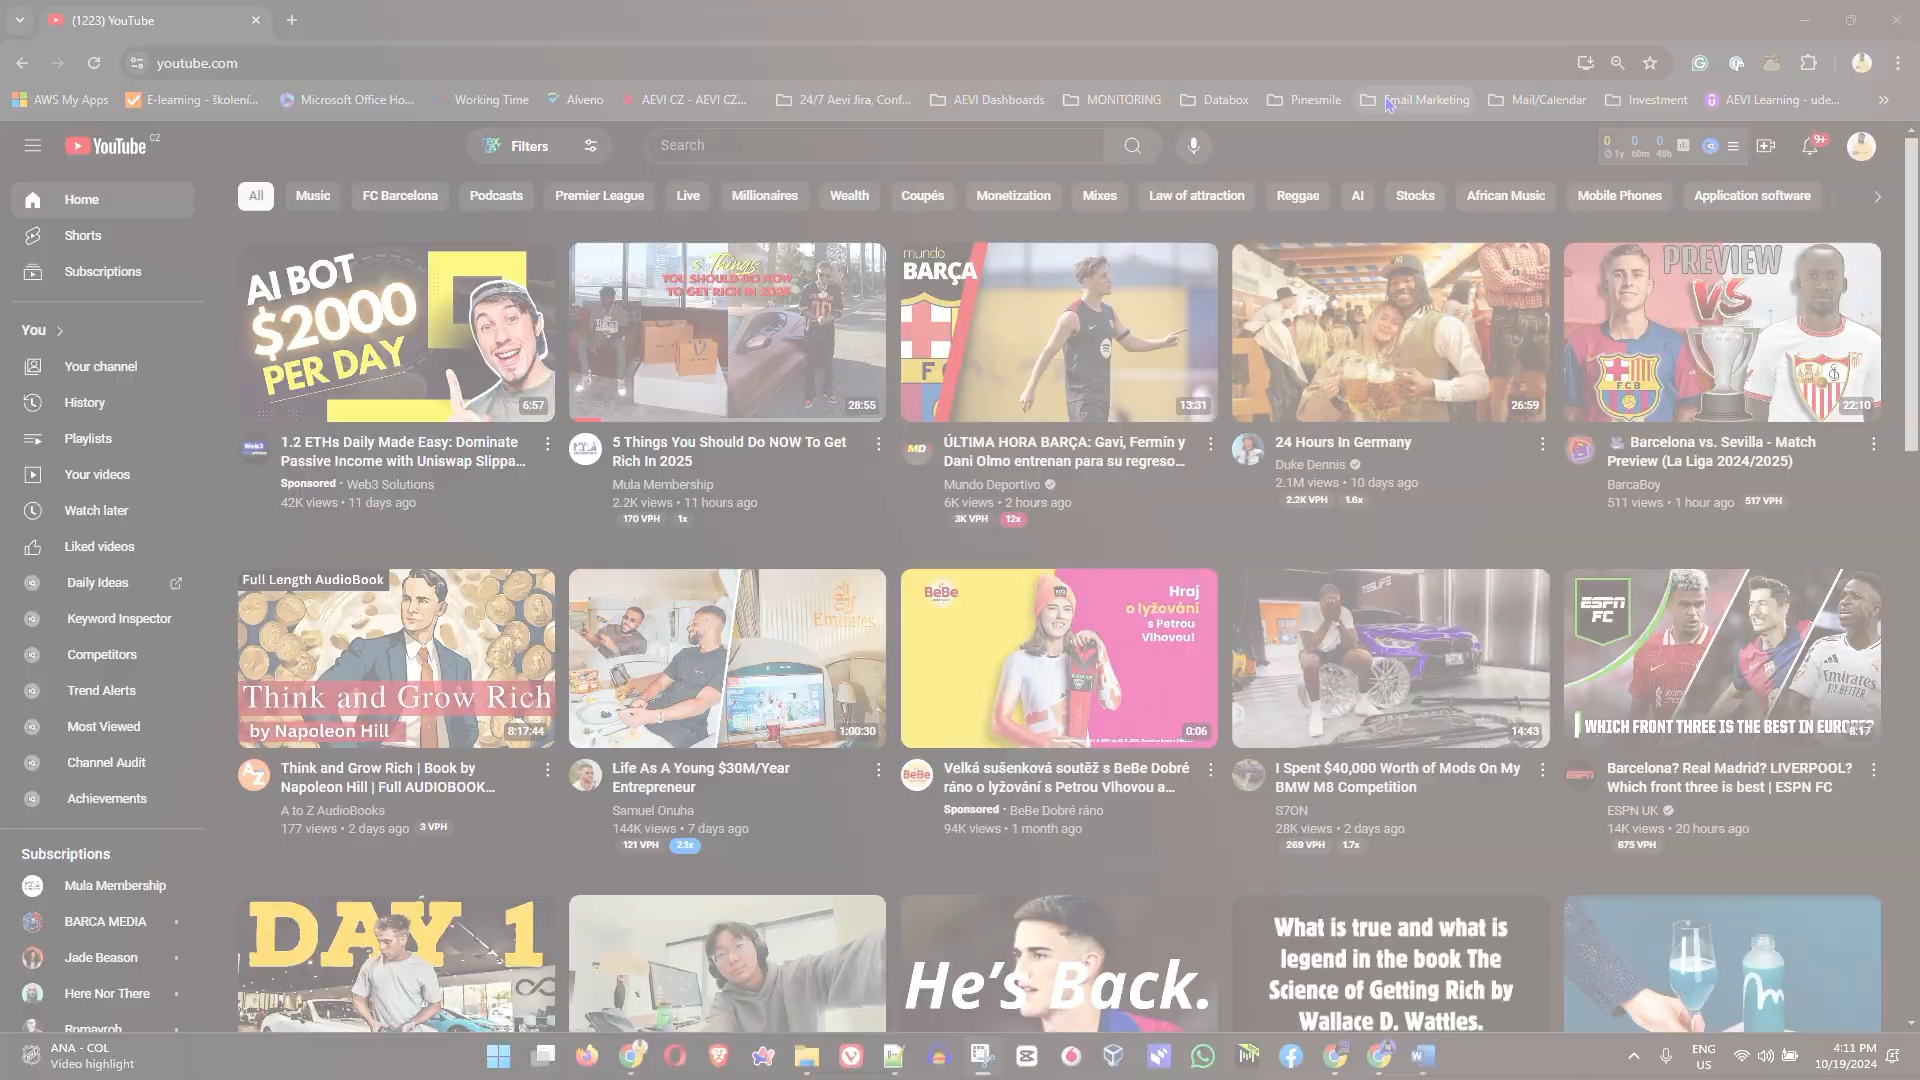 (1223) YouTube
youtube.com
AWS My Apps
E-learning - školení...
Microsoft Office Ho...
Working Time
Alveno
AEVI CZ - AEVI CZ...
24/7 Aevi Jira, Conf...
AEVI Dashboards
MONITORING
Databox
Pinesmile
Email Marketing
Mail/Calendar
Investment
AEVI Learning - ude...
YouTube CZ
Filters
Search
0 0 0
1y 60m 48h
9+
Home
Shorts
Subscriptions
You
Your channel
History
Playlists
Your videos
Watch later
Liked videos
Daily Ideas
Keyword Inspector
Competitors
Trend Alerts
Most Viewed
Channel Audit
Achievements
Subscriptions
Mula Membership
BARCA MEDIA
Jade Beason
Here Nor There
Romayroh
All
Music
FC Barcelona
Podcasts
Premier League
Live
Millionaires
Wealth
Coupés
Monetization
Mixes
Law of attraction
Reggae
AI
Stocks
African Music
Mobile Phones
Application software
AI BOT
$2000
PER DAY
6:57
1.2 ETHs Daily Made Easy: Dominate
Passive Income with Uniswap Slippa...
Sponsored · Web3 Solutions
42K views • 11 days ago
5 Things
YOU SHOULD DO NOW
TO GET RICH IN 2025
28:55
5 Things You Should Do NOW To Get
Rich In 2025
Mula Membership
2.2K views • 11 hours ago
170 VPH 1x
mundo
BARÇA
13:31
MD
ÚLTIMA HORA BARÇA: Gavi, Fermín y
Dani Olmo entrenan para su regreso...
Mundo Deportivo
6K views • 2 hours ago
3K VPH 12x
26:59
24 Hours In Germany
Duke Dennis
2.1M views • 10 days ago
2.2K VPH 1.6x
PREVIEW
VS
FCB
22:10
Barcelona vs. Sevilla - Match
Preview (La Liga 2024/2025)
BarcaBoy
511 views • 1 hour ago 517 VPH
Full Length AudioBook
Think and Grow Rich
by Napoleon Hill
8:17:44
AZ
Think and Grow Rich | Book by
Napoleon Hill | Full AUDIOBOOK...
A to Z AudioBooks
177 views • 2 days ago 3 VPH
Emirates
1:00:30
Life As A Young $30M/Year
Entrepreneur
Samuel Onuha
144K views • 7 days ago
121 VPH 2.1x
BeBe
Hraj
o lyžování
s Petrou
Vlhovou!
0:06
BeBe
Velká sušenková soutěž s BeBe Dobré
ráno o lyžování s Petrou Vlhovou a...
Sponsored · BeBe Dobré ráno
94K views • 1 month ago
14:43
I Spent $40,000 Worth of Mods On My
BMW M8 Competition
S7ON
28K views • 2 days ago
269 VPH 1.7x
ESPN
FC
Emirates
FLY BETTER
WHICH FRONT THREE IS THE BEST IN EUROPE?
8:17
Barcelona? Real Madrid? LIVERPOOL?
Which front three is best | ESPN FC
ESPN UK
14K views • 20 hours ago
675 VPH
DAY 1
He's Back.
What is true and what is
legend in the book The
Science of Getting Rich by
Wallace D. Wattles.
ANA - COL
Video highlight
ENG
US
4:11 PM
10/19/2024